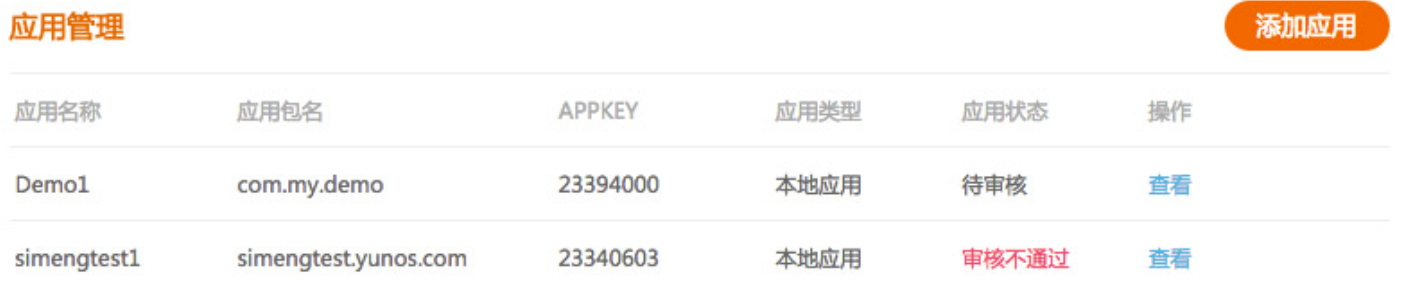 应用管理 添加应用
应用名称 应用包名 APPKEY 应用类型 应用状态 操作
Demo1 com.my.demo 23394000 本地应用 待审核 查看
simengtest1 simengtest.yunos.com 23340603 本地应用 审核不通过 查看